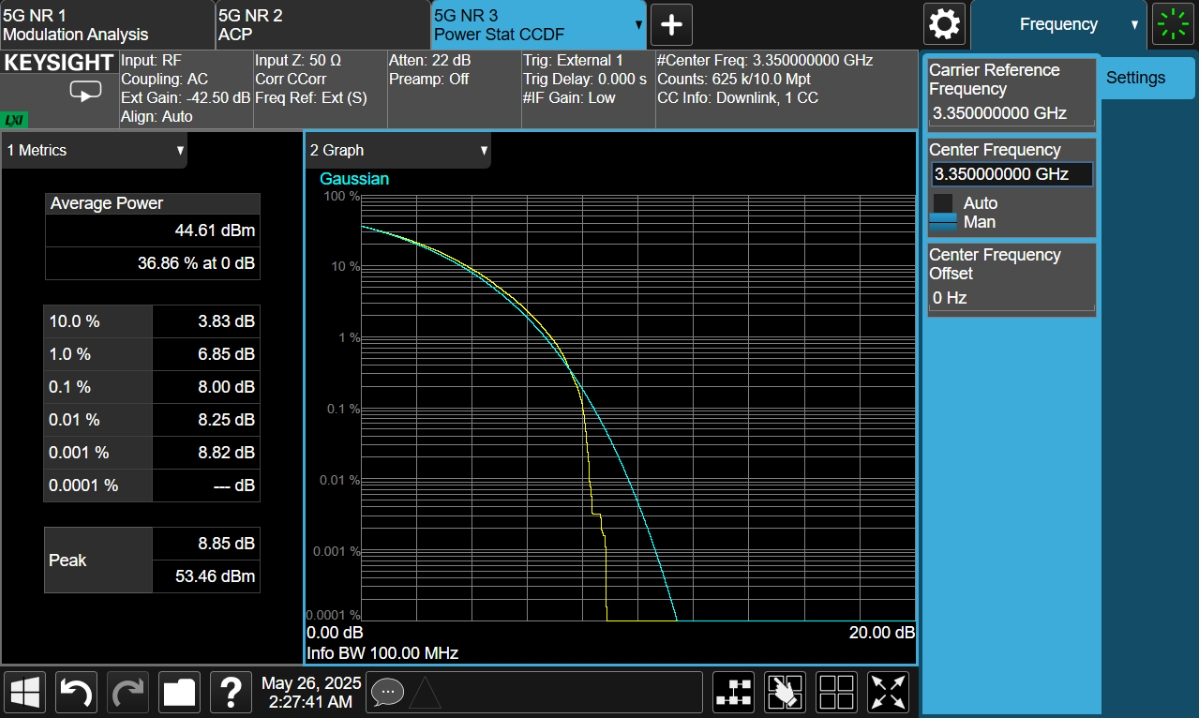 5G NR 1
Modulation Analysis
5G NR 2
ACP
5G NR 3
Power Stat CCDF
Frequency
KEYSIGHT
LXI
Input: RF
Coupling: AC
Ext Gain: -42.50 dB
Align: Auto
Input Z: 50 Ω
Corr CCorr
Freq Ref: Ext (S)
Atten: 22 dB
Preamp: Off
Trig: External 1
Trig Delay: 0.000 s
#IF Gain: Low
#Center Freq: 3.350000000 GHz
Counts: 625 k/10.0 Mpt
CC Info: Downlink, 1 CC
1 Metrics
Average Power
44.61 dBm
36.86 % at 0 dB
10.0 % 3.83 dB
1.0 % 6.85 dB
0.1 % 8.00 dB
0.01 % 8.25 dB
0.001 % 8.82 dB
0.0001 % --- dB
Peak
8.85 dB
53.46 dBm
2 Graph
Gaussian
100 %
10 %
1 %
0.1 %
0.01 %
0.001 %
0.0001 %
0.00 dB
20.00 dB
Info BW 100.00 MHz
Carrier Reference
Frequency
3.350000000 GHz
Center Frequency
3.350000000 GHz
Auto
Man
Center Frequency
Offset
0 Hz
Settings
?
May 26, 2025
2:27:41 AM